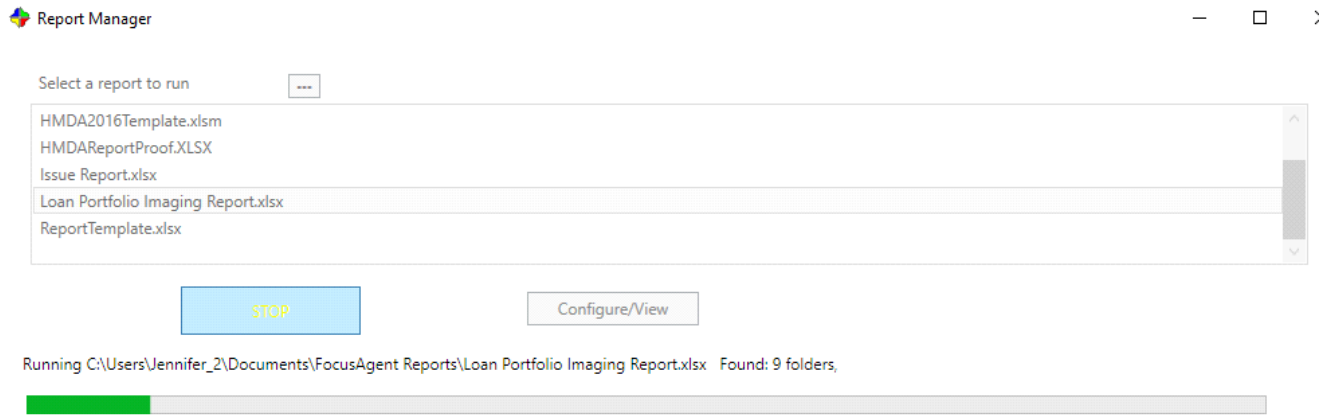 Report Manager
Select a report to run ---
HMDA2016Template.xlsm
HMDAReportProof.XLSX
Issue Report.xlsx
Loan Portfolio Imaging Report.xlsx
ReportTemplate.xlsx
STOP Configure/View
Running C:\Users\Jennifer_2\Documents\FocusAgent Reports\Loan Portfolio Imaging Report.xlsx Found: 9 folders,